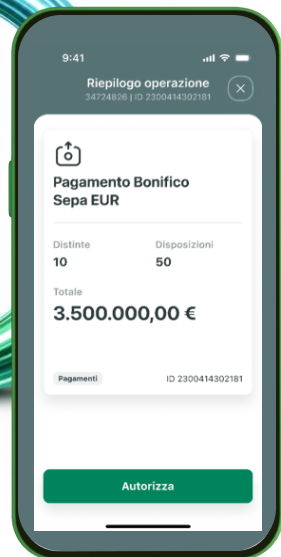 9:41
Riepilogo operazione
34724826 | ID 2300414302181
Pagamento Bonifico
Sepa EUR
Distinte Disposizioni
10 50
Totale
3.500.000,00 €
Pagamenti ID 2300414302181
Autorizza